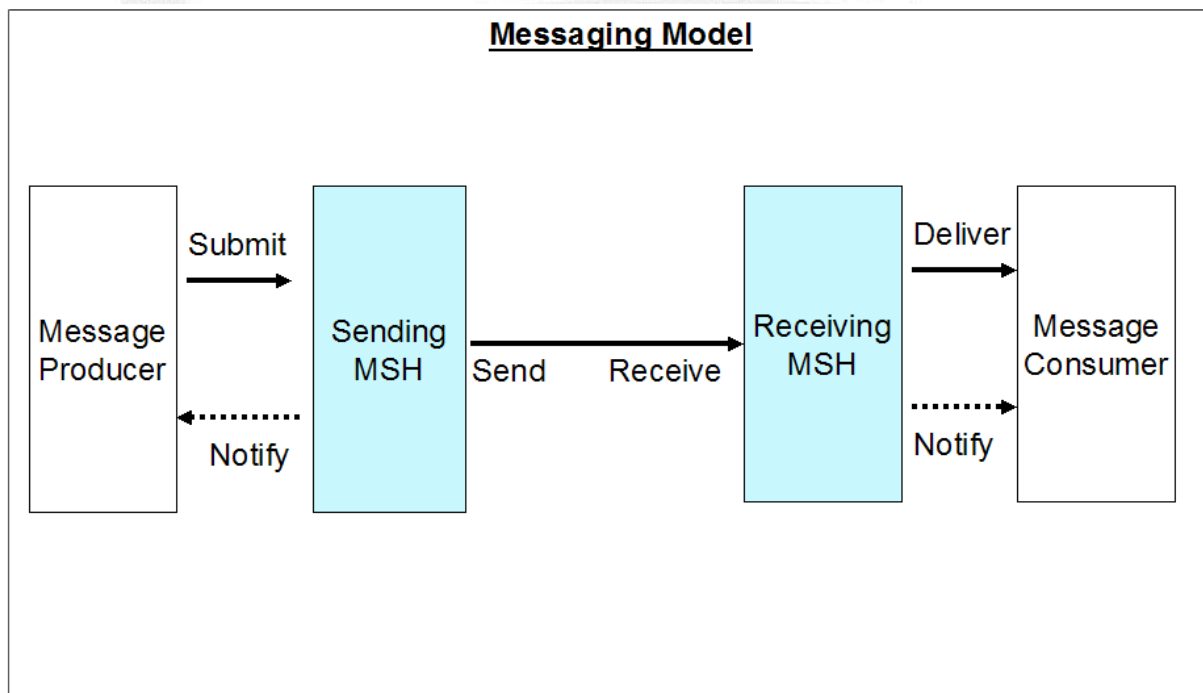 Messaging Model
Submit
Deliver
Message
Producer
Sending
MSH
Receiving
MSH
Message
Consumer
Send
Receive
Notify
Notify